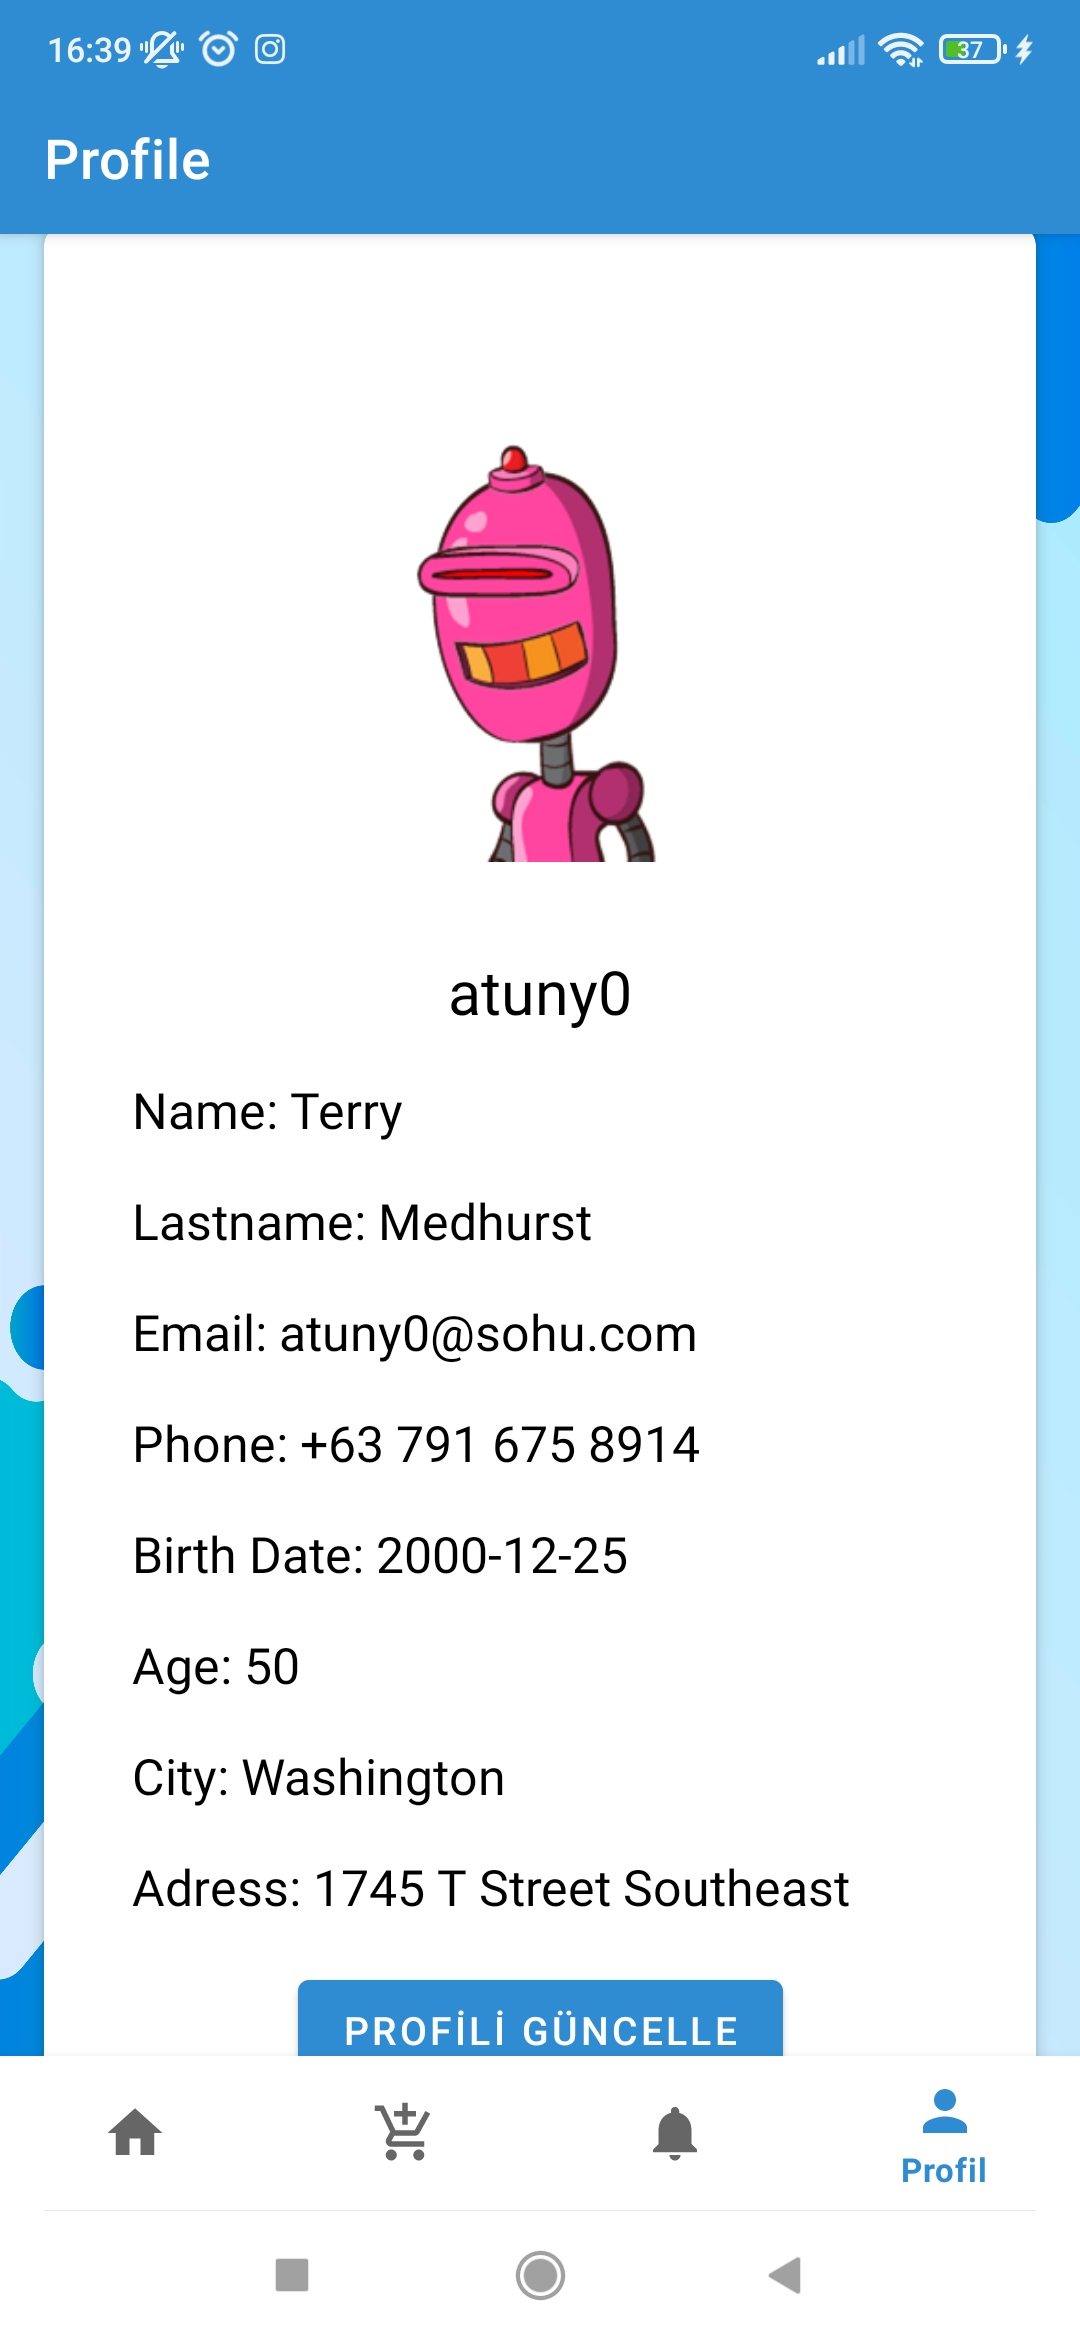 16:39
37
Profile
atuny0
Name: Terry
Lastname: Medhurst
Email: atuny0@sohu.com
Phone: +63 791 675 8914
Birth Date: 2000-12-25
Age: 50
City: Washington
Adress: 1745 T Street Southeast
PROFİLİ GÜNCELLE
Profil